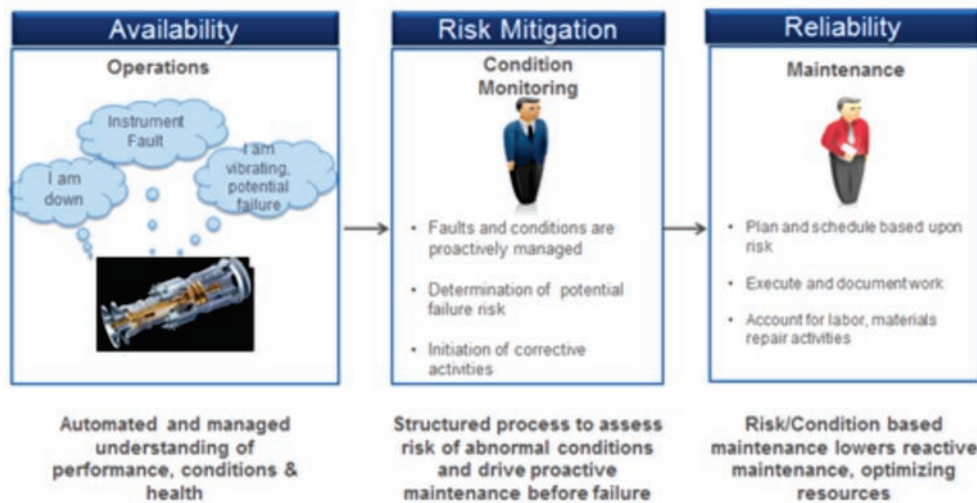 Availability
Operations
Instrument
Fault
I am
down
I am
vibrating,
potential
failure
Automated and managed
understanding of
performance, conditions &
health
Risk Mitigation
Condition
Monitoring
• Faults and conditions are
proactively managed
• Determination of potential
failure risk
• Initiation of corrective
activities
Structured process to assess
risk of abnormal conditions
and drive proactive
maintenance before failure
Reliability
Maintenance
• Plan and schedule based upon
risk
• Execute and document work
• Account for labor, materials
repair activities
Risk/Condition based
maintenance lowers reactive
maintenance, optimizing
resources